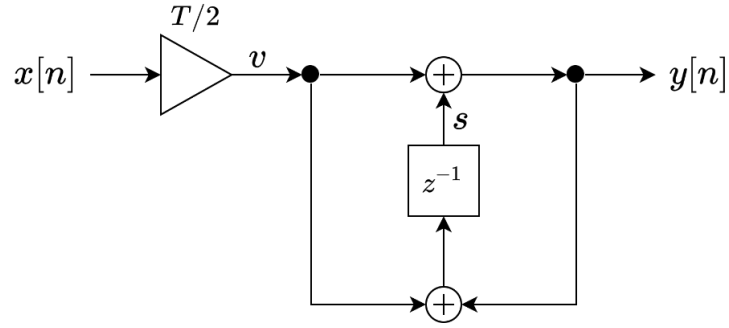 T/2
x[n] v + y[n]
s
z⁻¹
+